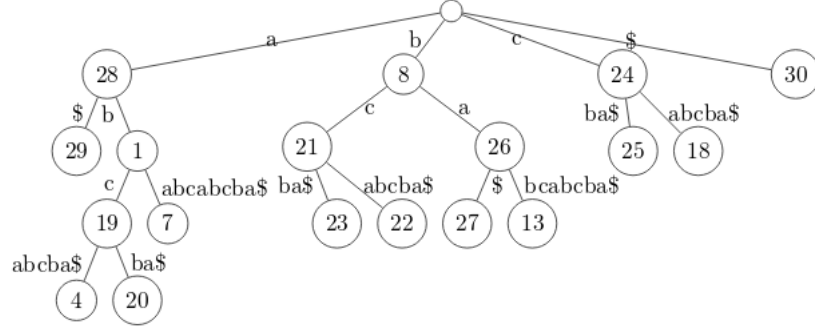 a b c $
28 8 24 30
$ b c a ba$ abcba$
29 1 21 26 25 18
c abcabcba$ ba$ abcba$ $ bcabcba$
19 7 23 22 27 13
abcba$ ba$
4 20